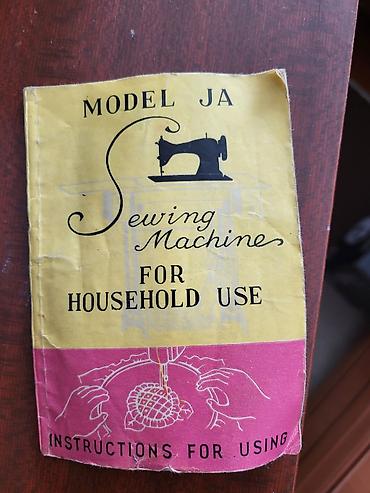 MODEL JA
Sewing
Machine
FOR
HOUSEHOLD USE
INSTRUCTIONS FOR USING